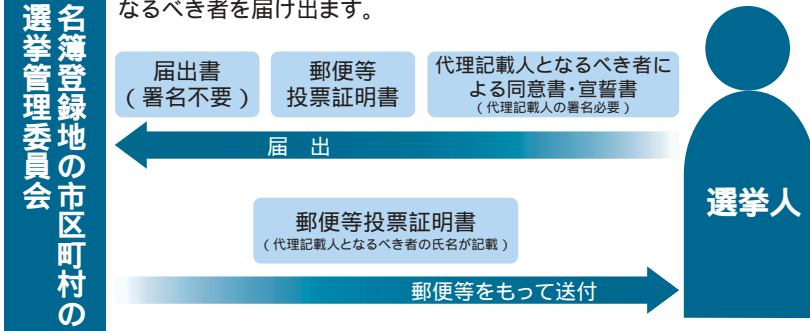 なるべき者を届け出ます。
名簿登録地の市区町村の
選挙管理委員会
届出書
(署名不要)
郵便等
投票証明書
代理記載人となるべき者に
よる同意書・宣誓書
(代理記載人の署名必要)
届 出
選挙人
郵便等投票証明書
(代理記載人となるべき者の氏名が記載)
郵便等をもって送付